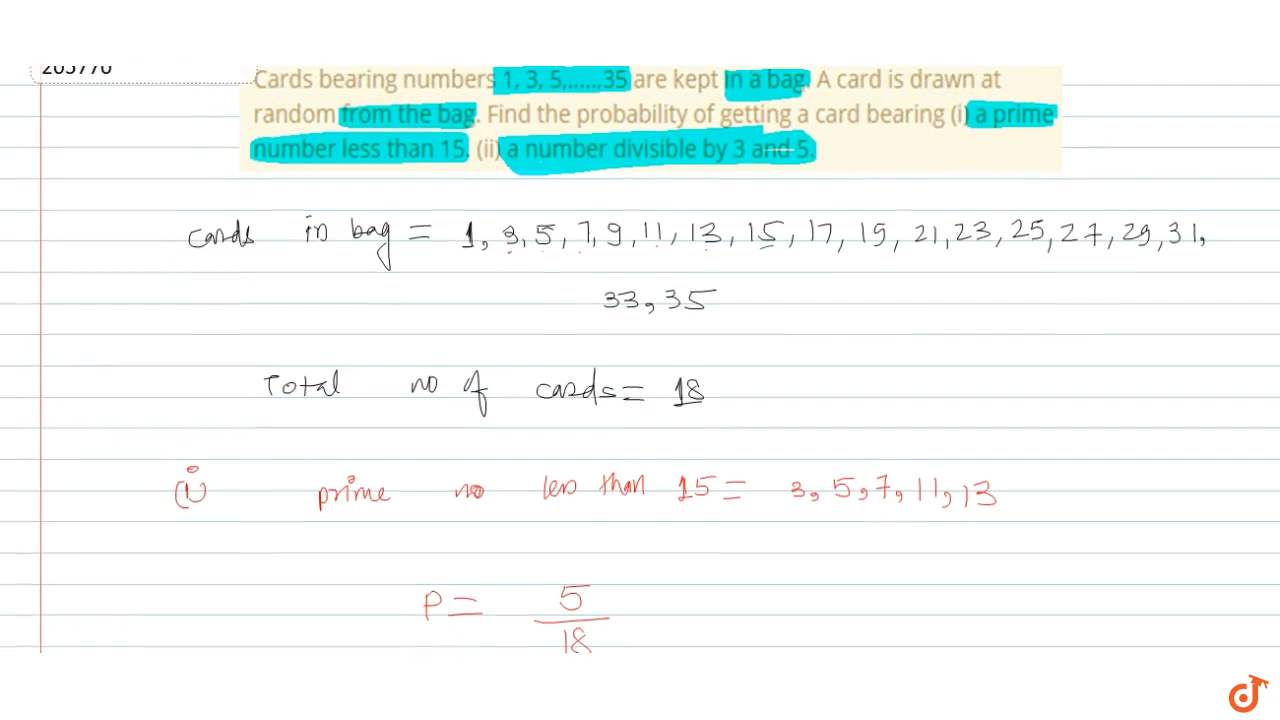 203770
Cards bearing numbers 1, 3, 5,.....,35 are kept in a bag. A card is drawn at
random from the bag. Find the probability of getting a card bearing (i) a prime
number less than 15. (ii) a number divisible by 3 and 5.
cards in bag = 1, 3, 5, 7, 9, 11, 13, 15, 17, 19, 21, 23, 25, 27, 29, 31,
33, 35
Total no of cards = 18
(i) prime no less than 15 = 3, 5, 7, 11, 13
P = 5
18